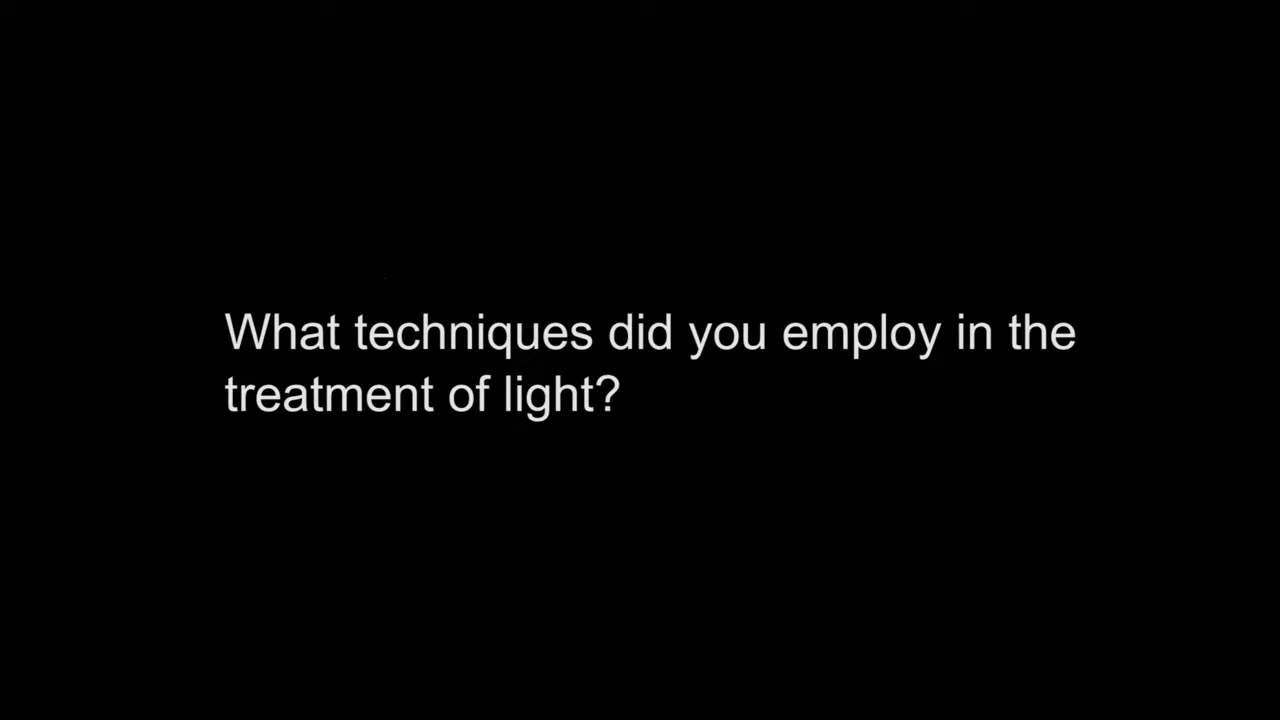 What techniques did you employ in the
treatment of light?